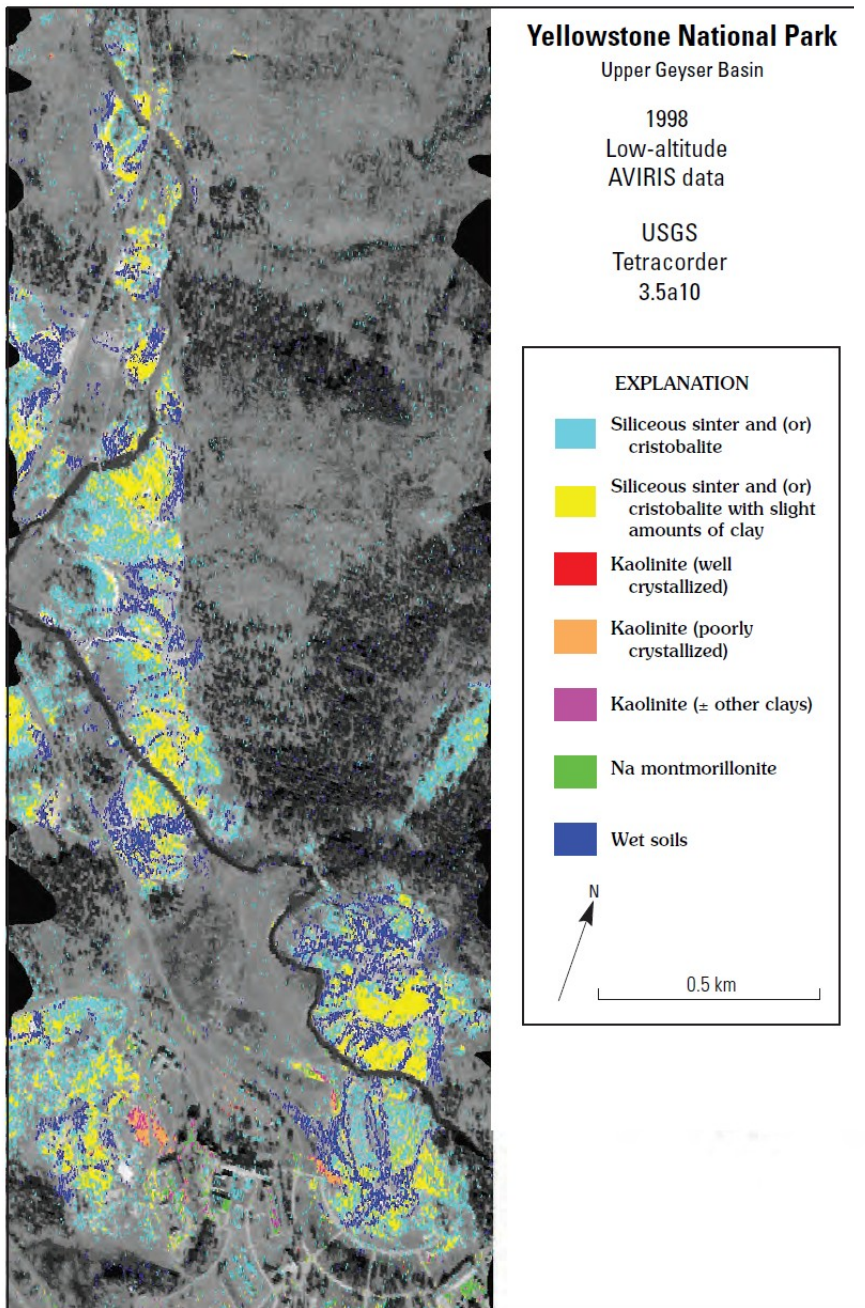 Yellowstone National Park
Upper Geyser Basin
1998
Low-altitude
AVIRIS data
USGS
Tetracorder
3.5a10
EXPLANATION
Siliceous sinter and (or)
cristobalite
Siliceous sinter and (or)
cristobalite with slight
amounts of clay
Kaolinite (well
crystallized)
Kaolinite (poorly
crystallized)
Kaolinite (± other clays)
Na montmorillonite
Wet soils
N
0.5 km